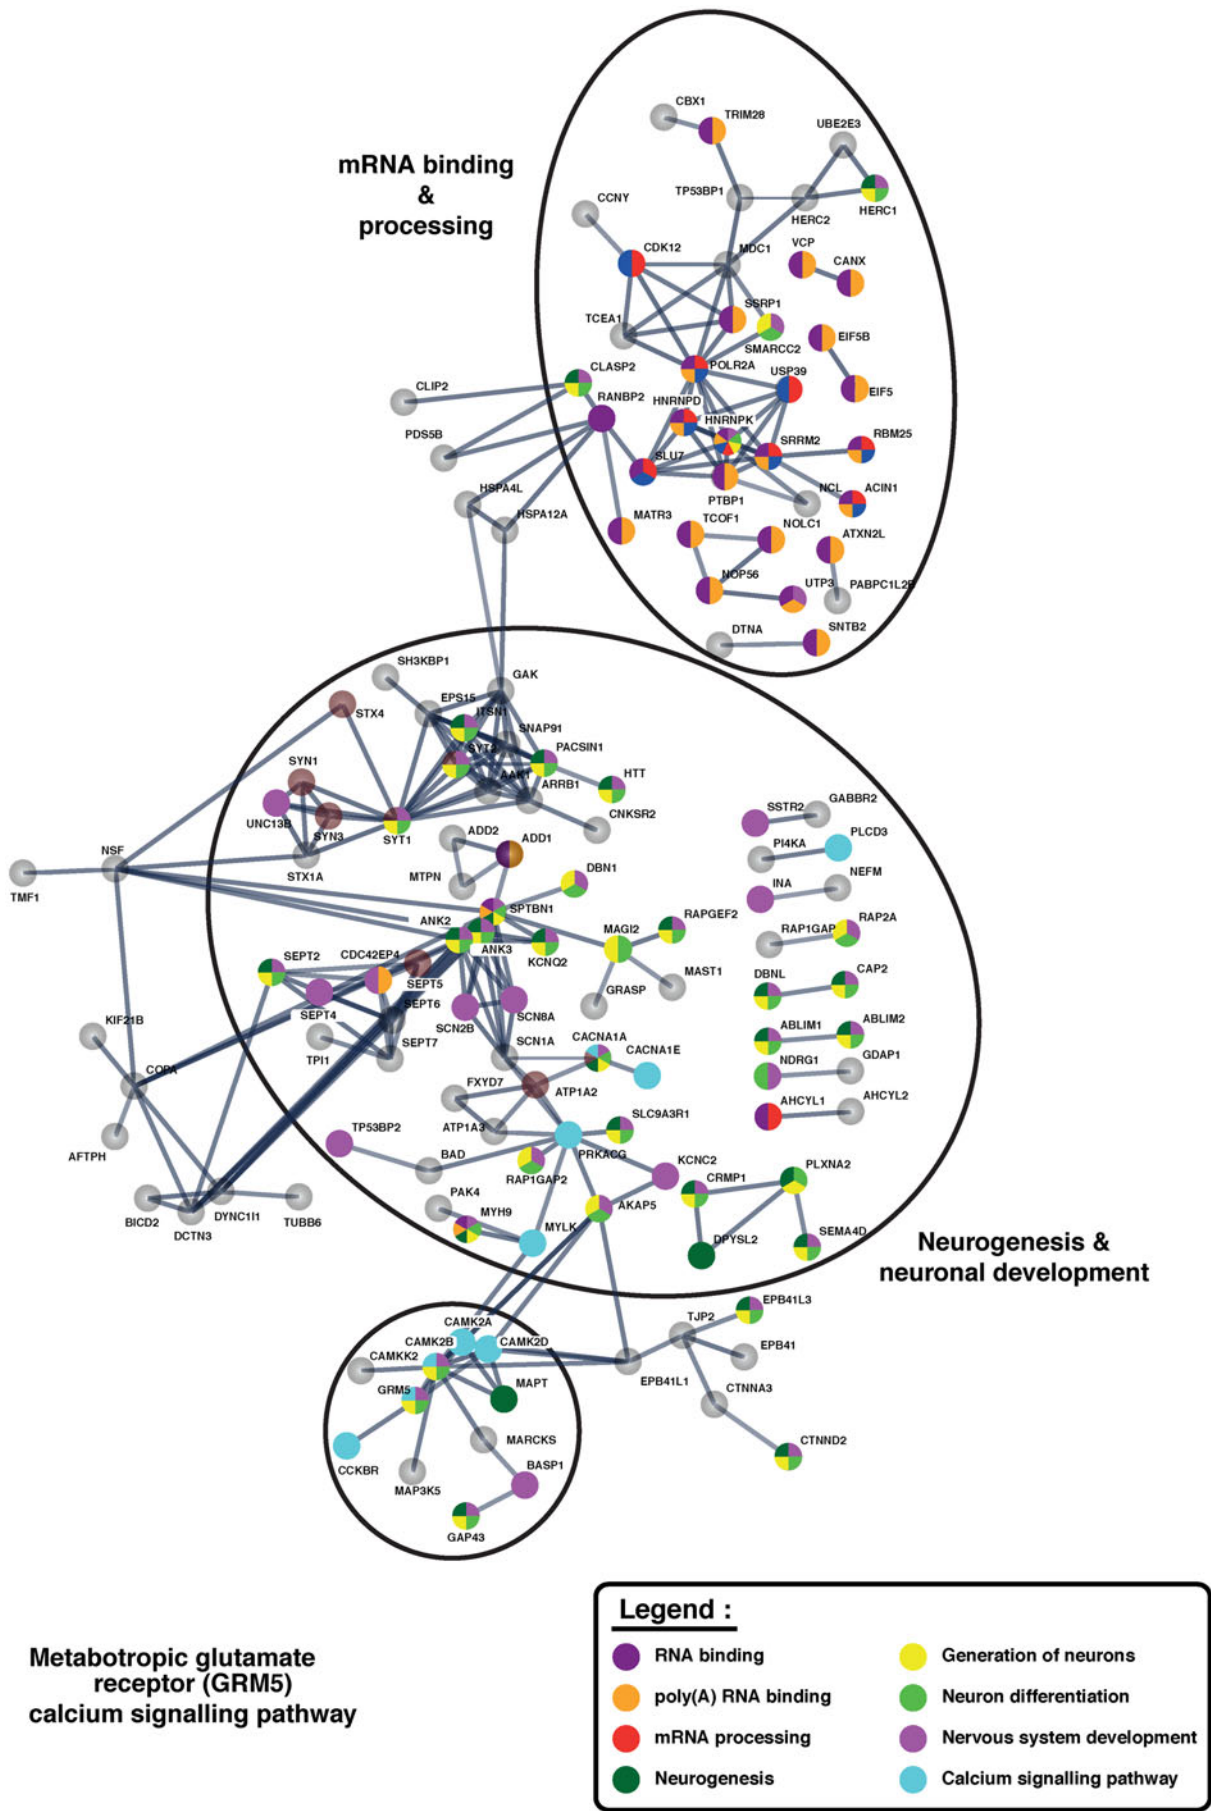 CBX1
TRIM28
UBE2E3
mRNA binding
&
processing
CCNY
TP53BP1
HERC2
HERC1
CDK12
MDC1
VCP
CANX
TCEA1
SSRP1
SMARCC2
EIF5B
CLASP2
POLR2A
USP39
EIF5
CLIP2
RANBP2
HNRNPD
HNRNPK
PDS5B
SLU7
SRRM2
RBM25
HSPA4L
PTBP1
NCL
ACIN1
HSPA12A
MATR3
TCOF1
NOLC1
ATXN2L
NOP56
UTP3
PABPC1L2B
DTNA
SNTB2
SH3KBP1
GAK
STX4
EPS15
ITSN1
SNAP91
SYN1
SYT2
PACSIN1
AAK1
ARRB1
HTT
UNC13B
SYN3
SYT1
CNKSR2
SSTR2
GABBR2
NSF
STX1A
ADD2
ADD1
PI4KA
PLCD3
TMF1
MTPN
DBN1
INA
NEFM
ANK2
SPTBN1
RAPGEF2
RAP1GAP
RAP2A
SEPT2
CDC42EP4
ANK3
KCNQ2
MAGI2
MAST1
SEPT5
GRASP
DBNL
CAP2
SEPT4
SEPT6
SCN2B
SCN8A
KIF21B
TPI1
SEPT7
SCN1A
CACNA1A
CACNA1E
ABLIM1
ABLIM2
COPA
FXYD7
ATP1A2
NDRG1
GDAP1
TP53BP2
ATP1A3
SLC9A3R1
AHCYL1
AHCYL2
AFTPH
BAD
PRKACG
RAP1GAP2
KCNC2
CRMP1
PLXNA2
BICD2
DYNC1I1
TUBB6
PAK4
MYH9
AKAP5
DCTN3
MYLK
DPYSL2
SEMA4D
Neurogenesis &
neuronal development
CAMK2A
TJP2
EPB41L3
CAMKK2
CAMK2B
CAMK2D
EPB41
GRM5
MAPT
EPB41L1
CTNNA3
MARCKS
CTNND2
CCKBR
MAP3K5
BASP1
GAP43
Legend :
RNA binding
poly(A) RNA binding
mRNA processing
Neurogenesis
Generation of neurons
Neuron differentiation
Nervous system development
Calcium signalling pathway
Metabotropic glutamate
receptor (GRM5)
calcium signalling pathway